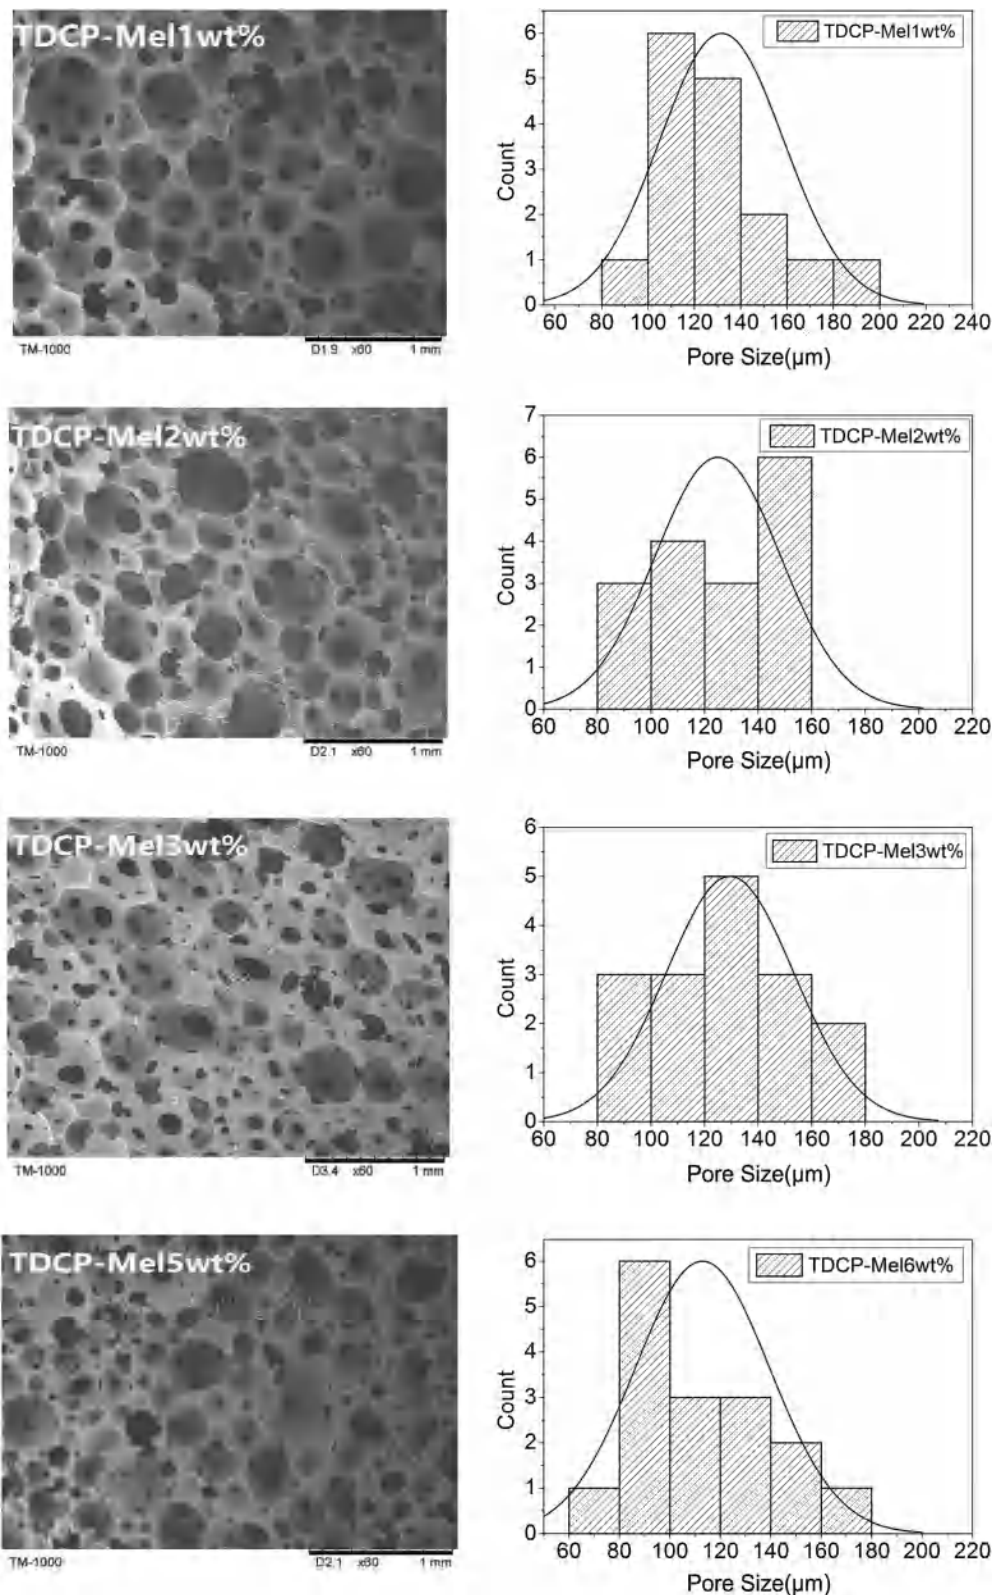 TDCP-Mel1wt%
TM-1000 D1.9 x60 1 mm
6
5
4
3
2
1
0
Count
TDCP-Mel1wt%
60 80 100 120 140 160 180 200 220 240
Pore Size(μm)
TDCP-Mel2wt%
TM-1000 D2.1 x60 1 mm
7
6
5
4
3
2
1
0
Count
TDCP-Mel2wt%
60 80 100 120 140 160 180 200 220
Pore Size(μm)
TDCP-Mel3wt%
TM-1000 D3.4 x60 1 mm
6
5
4
3
2
1
0
Count
TDCP-Mel3wt%
60 80 100 120 140 160 180 200 220
Pore Size(μm)
TDCP-Mel5wt%
TM-1000 D2.1 x60 1 mm
6
5
4
3
2
1
0
Count
TDCP-Mel6wt%
60 80 100 120 140 160 180 200 220
Pore Size(μm)